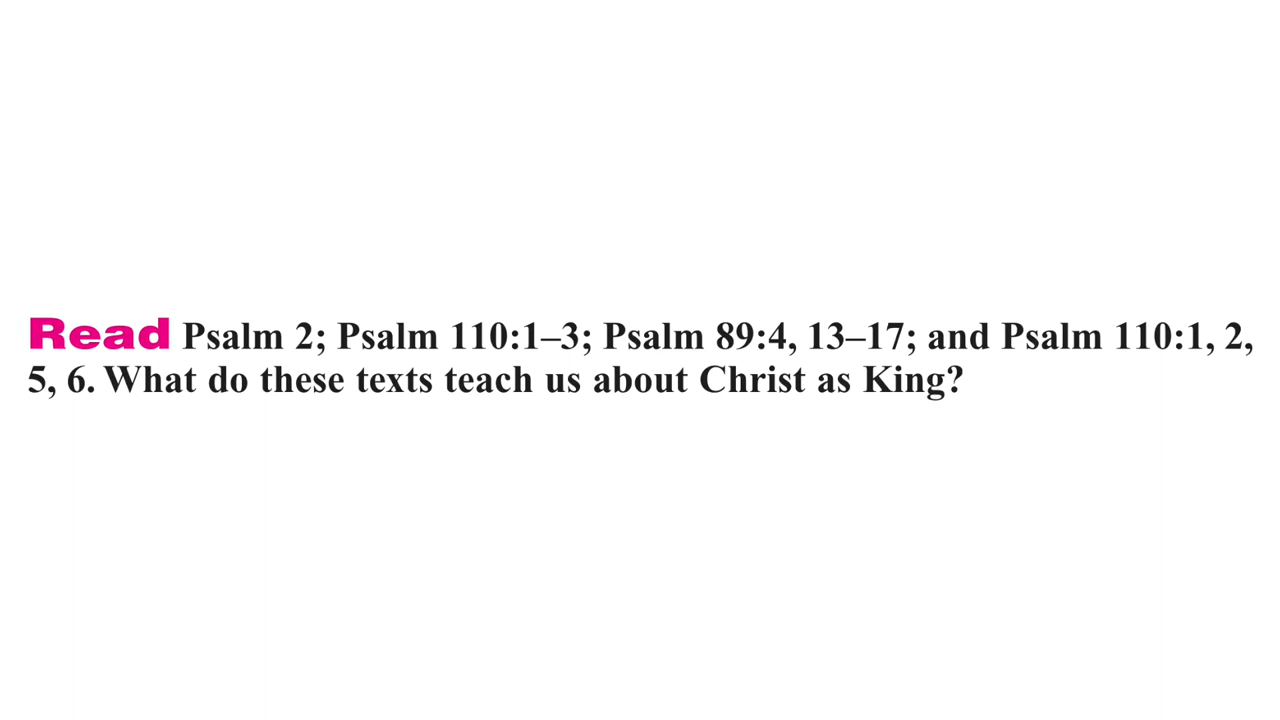 Read Psalm 2; Psalm 110:1–3; Psalm 89:4, 13–17; and Psalm 110:1, 2,
5, 6. What do these texts teach us about Christ as King?